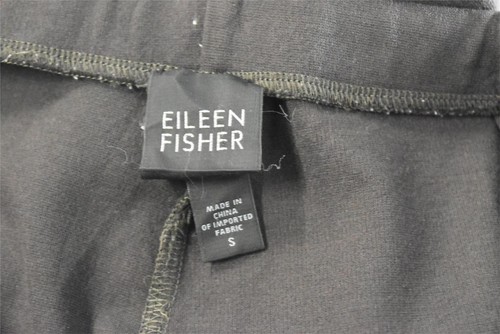 EILEEN
FISHER
MADE IN
CHINA
OF IMPORTED
FABRIC
S